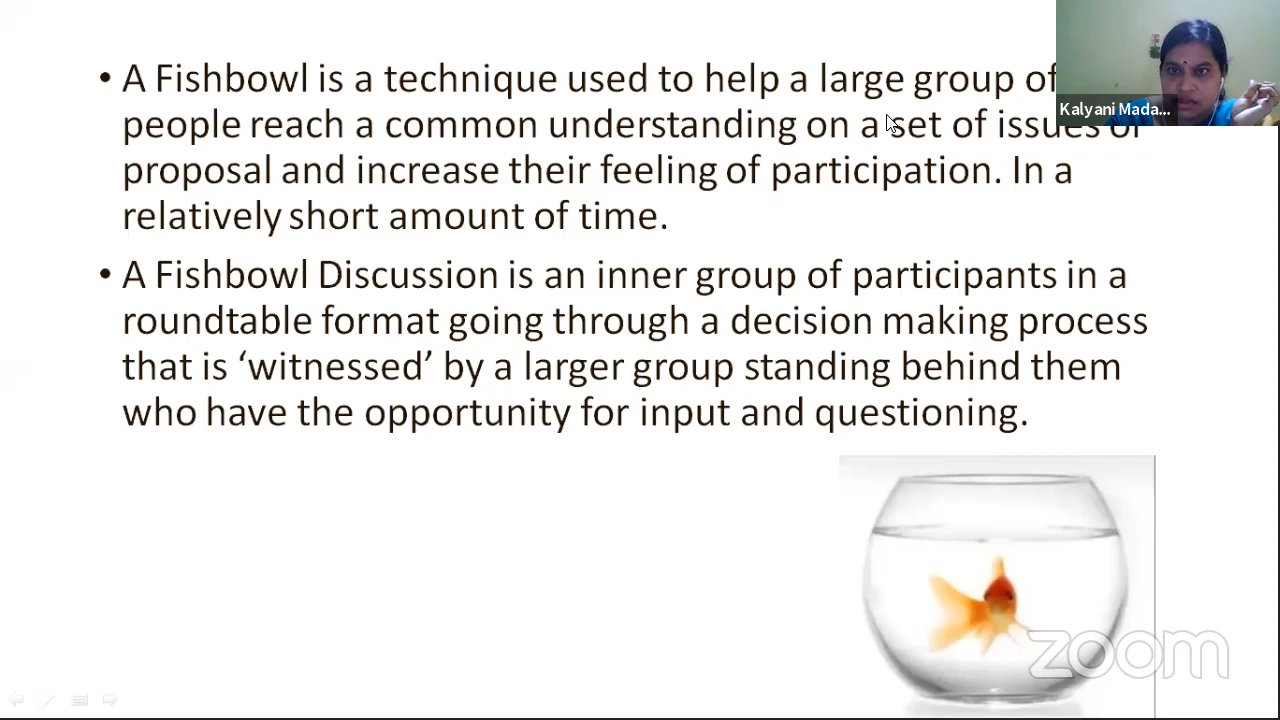 • A Fishbowl is a technique used to help a large group of
people reach a common understanding on a set of issues or
proposal and increase their feeling of participation. In a
relatively short amount of time.
• A Fishbowl Discussion is an inner group of participants in a
roundtable format going through a decision making process
that is ‘witnessed’ by a larger group standing behind them
who have the opportunity for input and questioning.
Kalyani Mada...
zoom